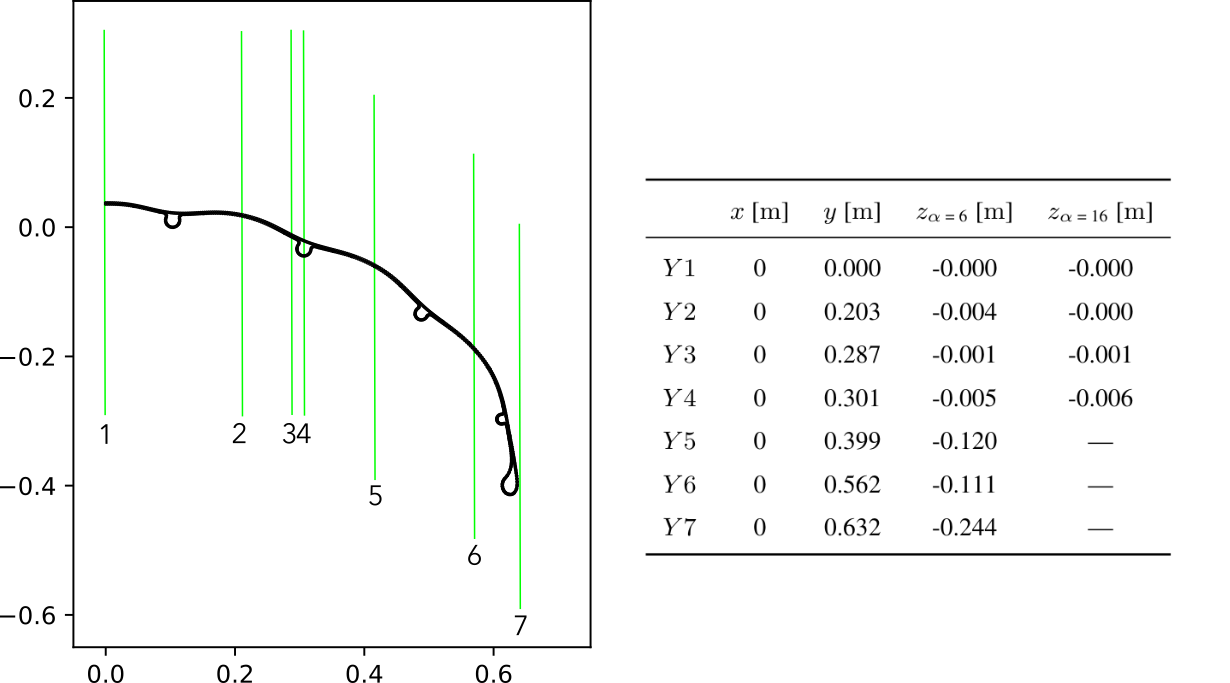 0.2
0.0
−0.2
−0.4
−0.6
1
2
34
5
6
7
0.0 0.2 0.4 0.6
x [m] y [m] zα = 6 [m] zα = 16 [m]
Y1 0 0.000 -0.000 -0.000
Y2 0 0.203 -0.004 -0.000
Y3 0 0.287 -0.001 -0.001
Y4 0 0.301 -0.005 -0.006
Y5 0 0.399 -0.120 —
Y6 0 0.562 -0.111 —
Y7 0 0.632 -0.244 —